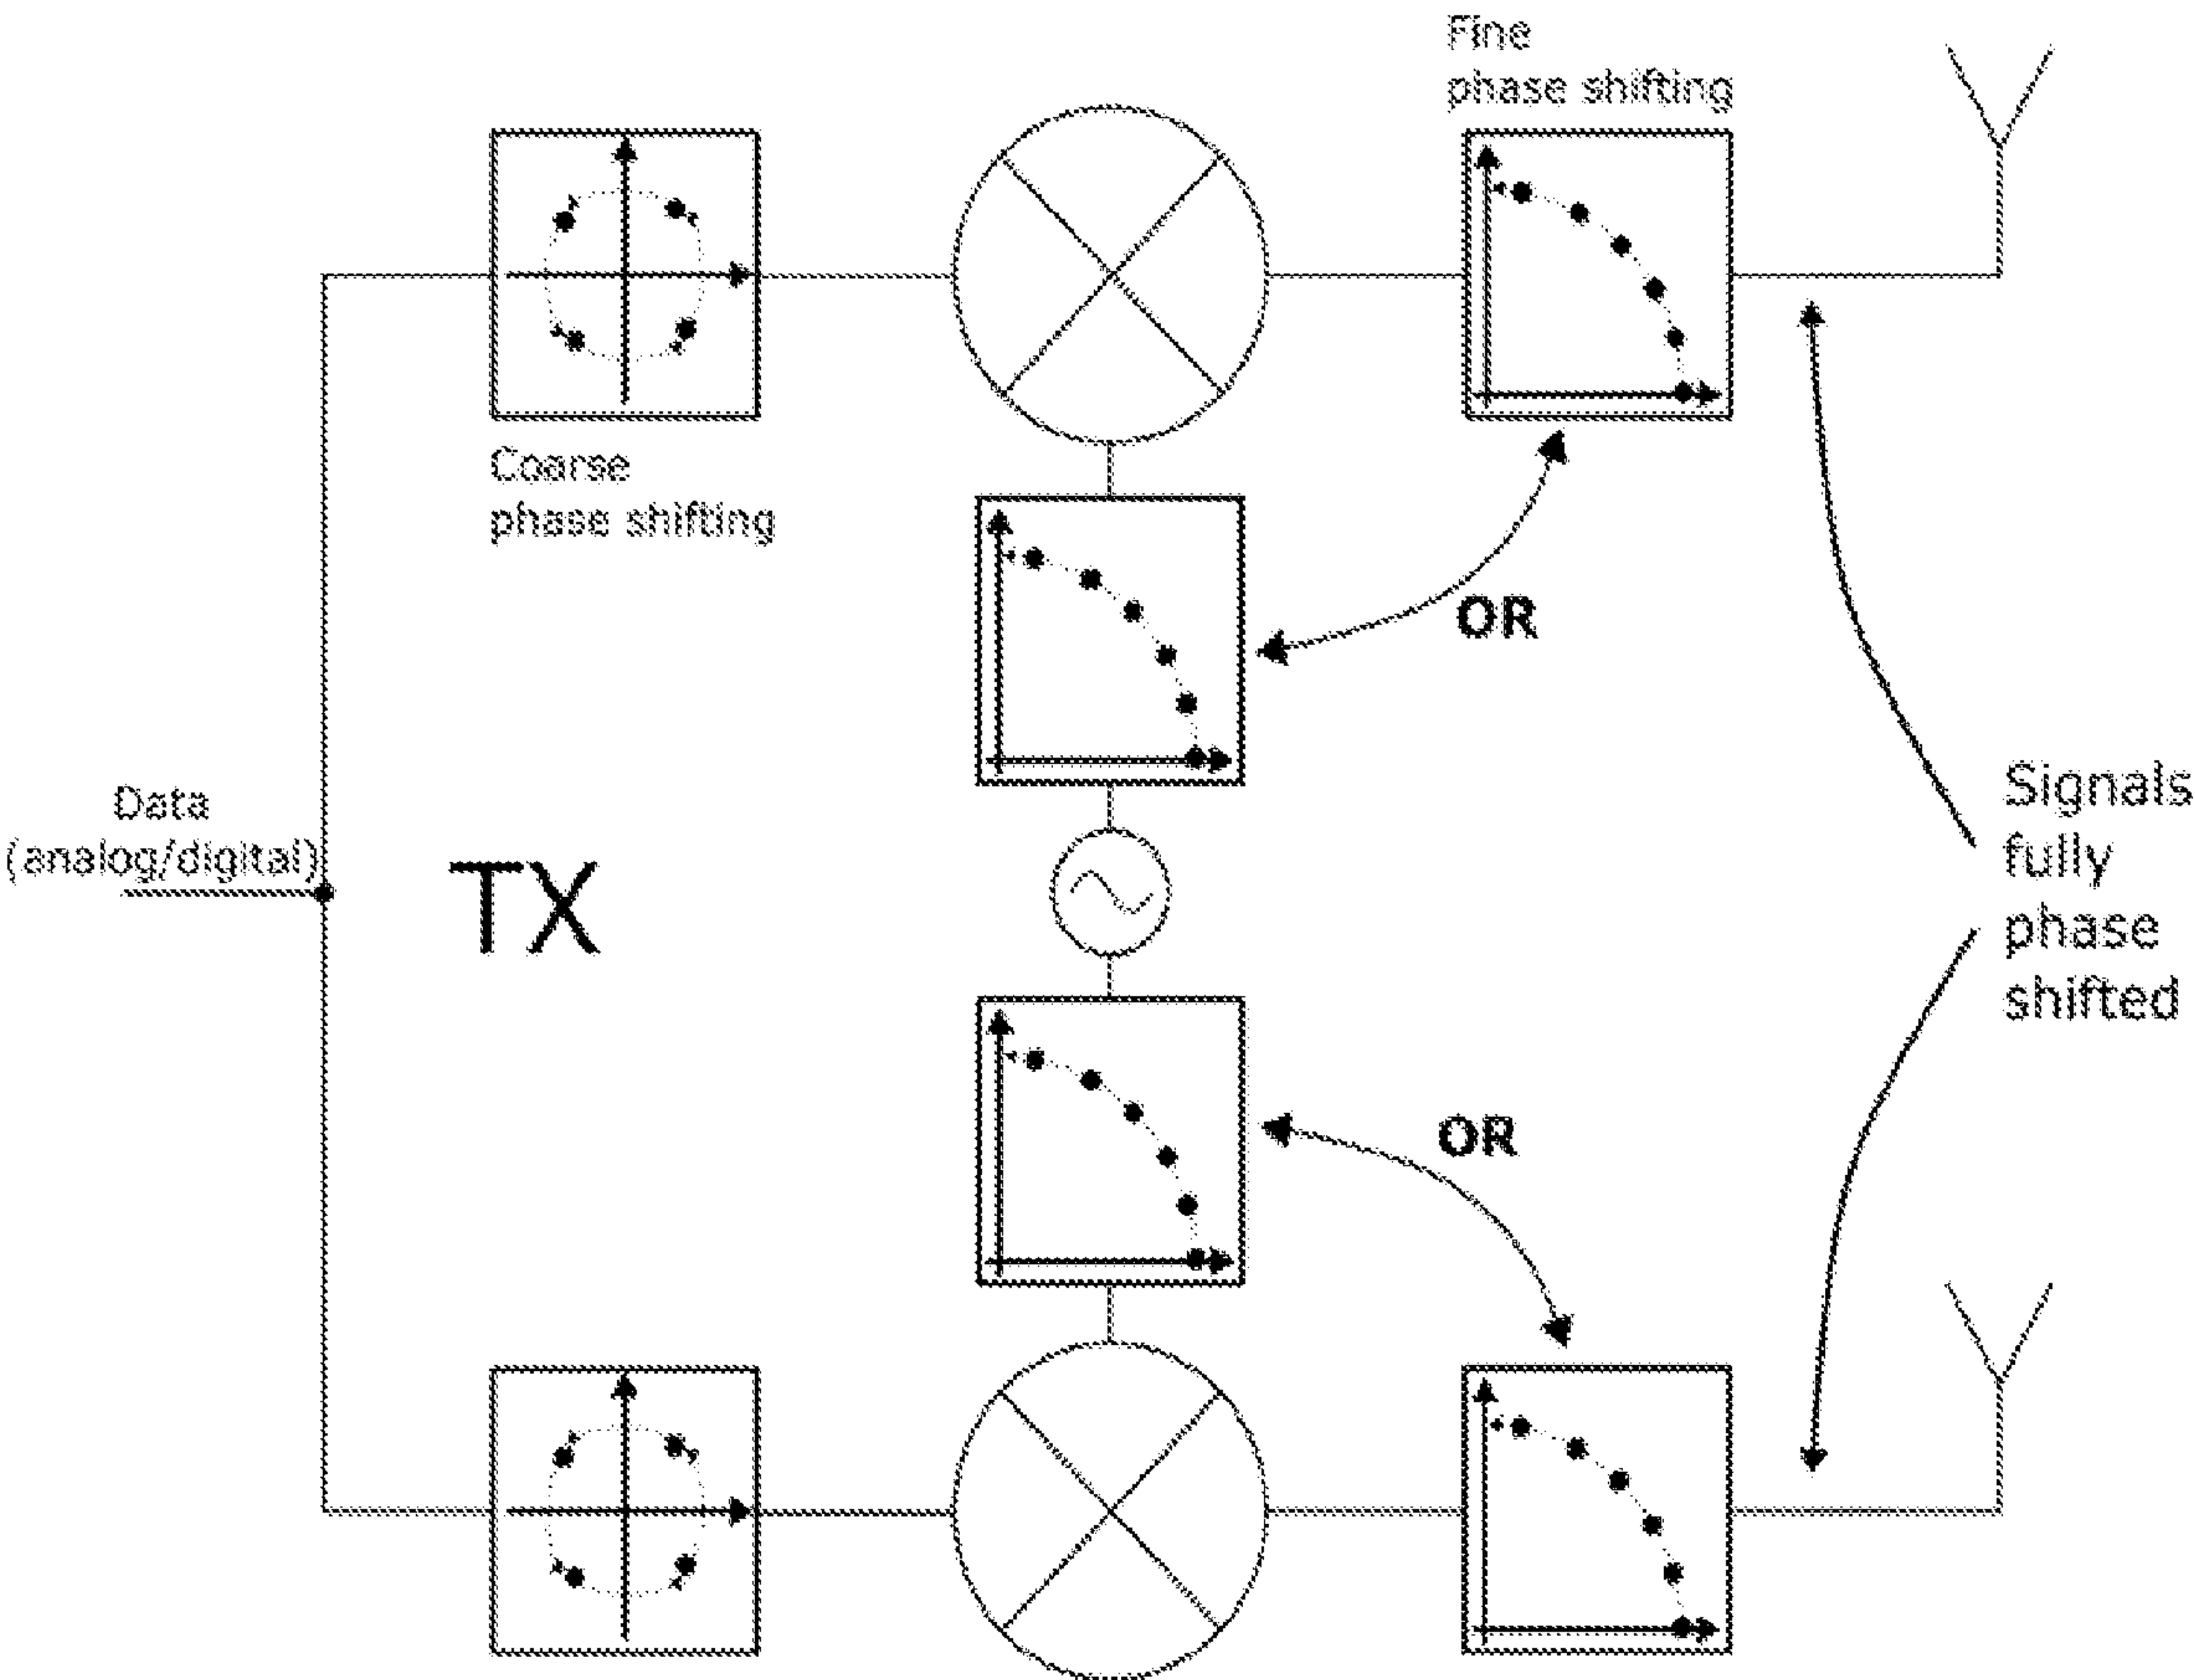 Fine
phase shifting
Coarse
phase shifting
OR
Data
(analog/digital)
TX
Signals
fully
phase
shifted
OR